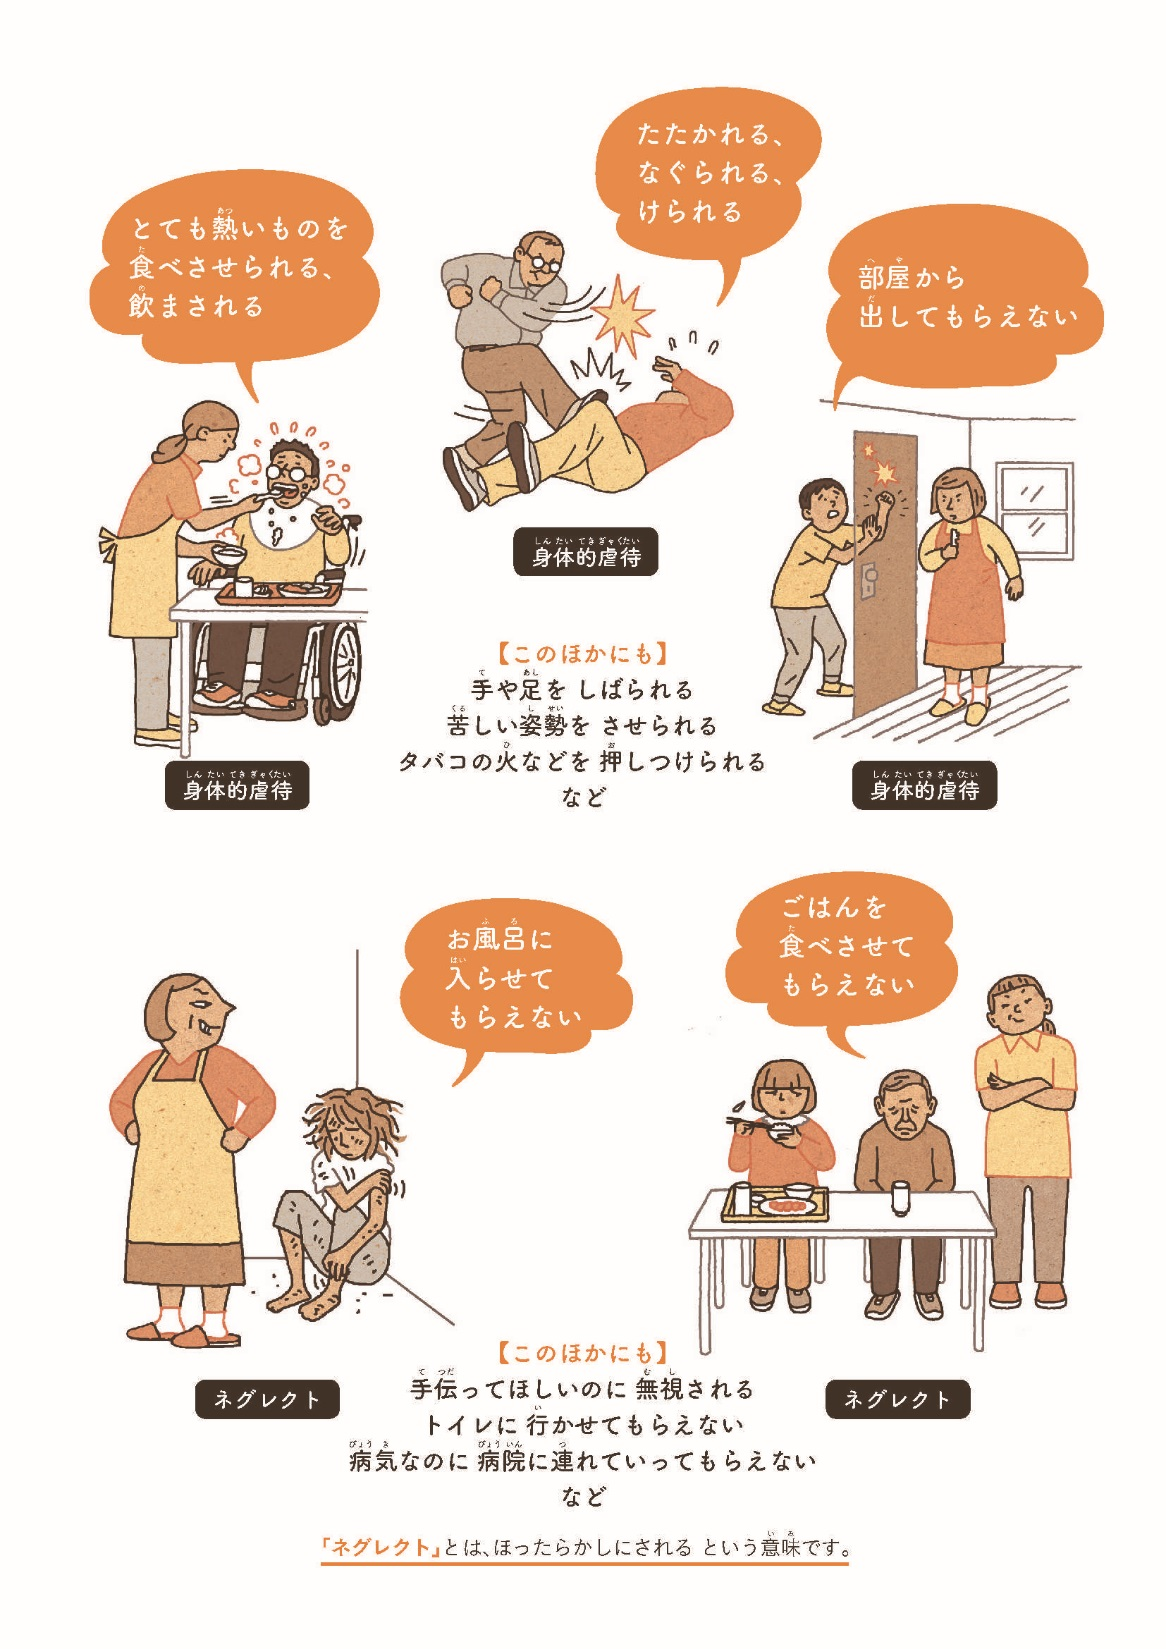 たたかれる、
なぐられる、
けられる
とても熱いものを
食べさせられる、
飲まされる
部屋から
出してもらえない
身体的虐待
【このほかにも】
手や足を しばられる
苦しい姿勢を させられる
タバコの火などを 押しつけられる
など
身体的虐待
身体的虐待
お風呂に
入らせて
もらえない
ごはんを
食べさせて
もらえない
【このほかにも】
手伝ってほしいのに 無視される
トイレに 行かせてもらえない
病気なのに 病院に連れていってもらえない
など
ネグレクト
ネグレクト
「ネグレクト」とは、ほったらかしにされる という意味です。